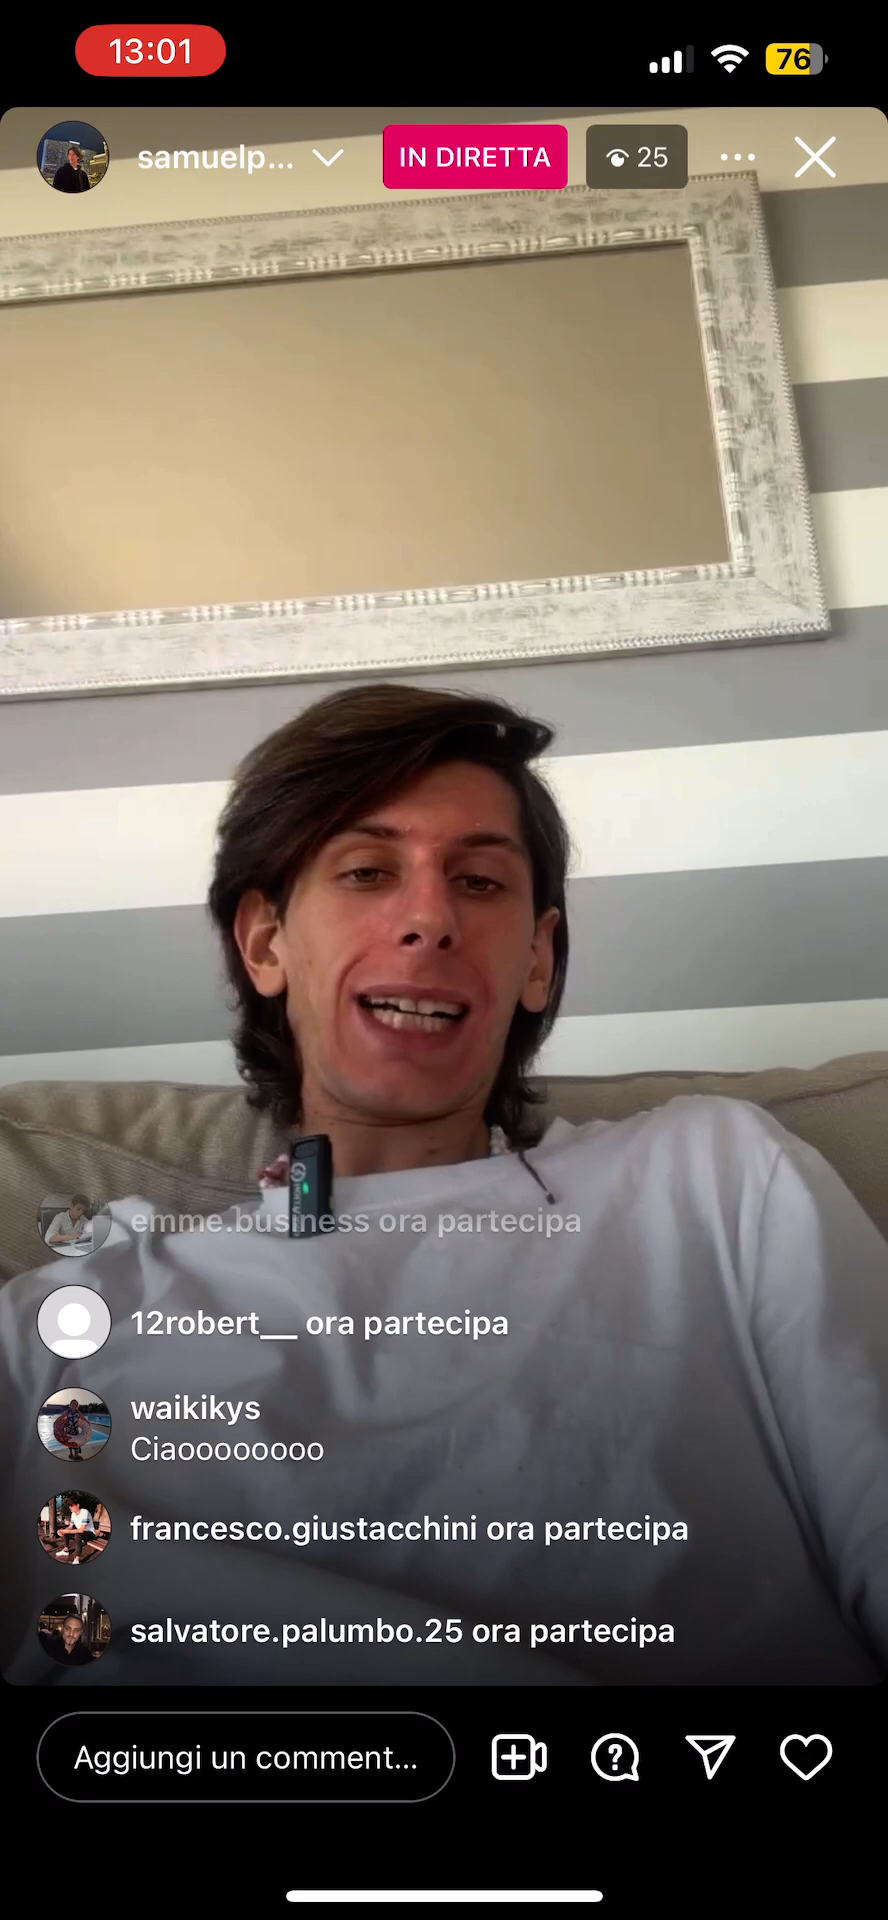 13:01
76
samuelp...
IN DIRETTA
25
emme.business ora partecipa
12robert__ ora partecipa
waikikys
Ciaoooooooo
francesco.giustacchini ora partecipa
salvatore.palumbo.25 ora partecipa
Aggiungi un comment...